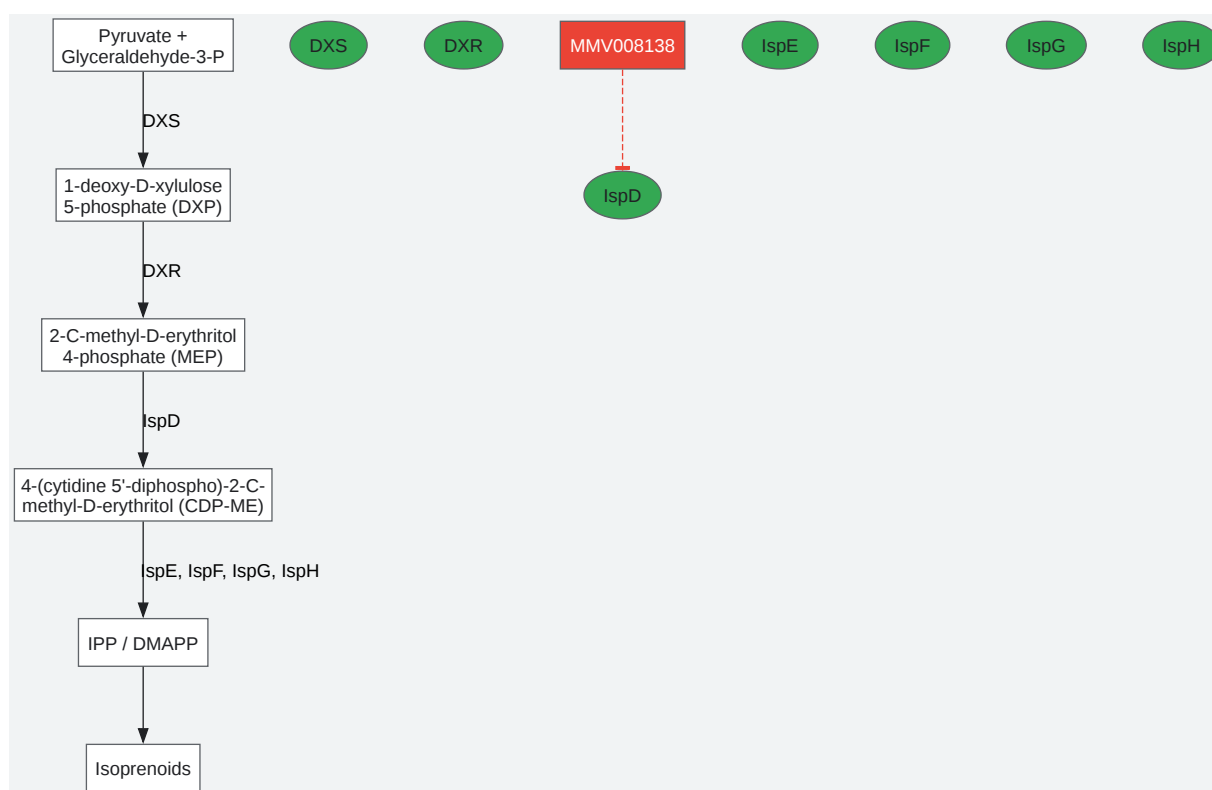 Pyruvate +
Glyceraldehyde-3-P
DXS
DXR
MMV008138
IspE
IspF
IspG
IspH
DXS
1-deoxy-D-xylulose
5-phosphate (DXP)
IspD
DXR
2-C-methyl-D-erythritol
4-phosphate (MEP)
IspD
4-(cytidine 5'-diphospho)-2-C-
methyl-D-erythritol (CDP-ME)
IspE, IspF, IspG, IspH
IPP / DMAPP
Isoprenoids